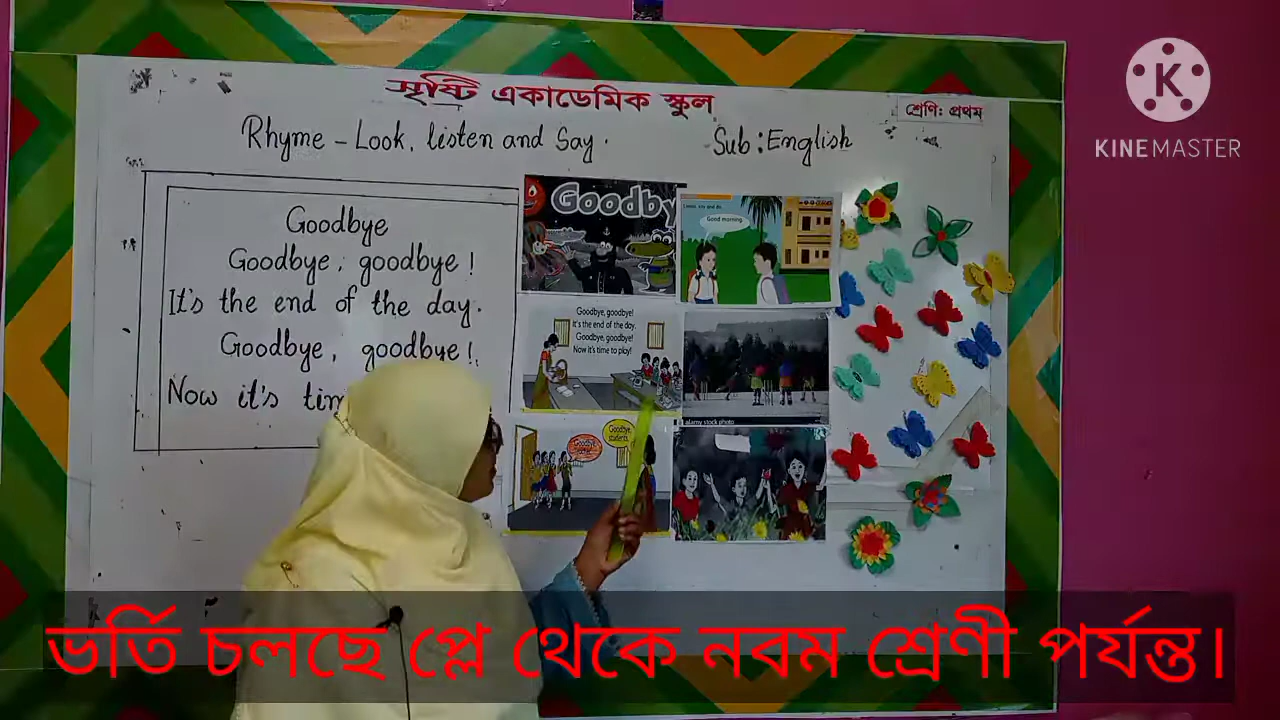 সৃষ্টি একাডেমিক স্কুল
শ্রেণিঃ প্রথম
Rhyme - Look, listen and Say.
Sub: English
KINEMASTER
Goodbye
Goodbye, goodbye!
It's the end of the day.
Goodbye, goodbye!
Now it's
Goodby
Good morning
Goodbye, goodbye!
It's the end of the day.
Goodbye, goodbye!
Now it's time to play!
alamy stock photo
Goodbye,
Goodbye, students.
ভর্তি চলছে প্লে থেকে নবম শ্রেণী পর্যন্ত।